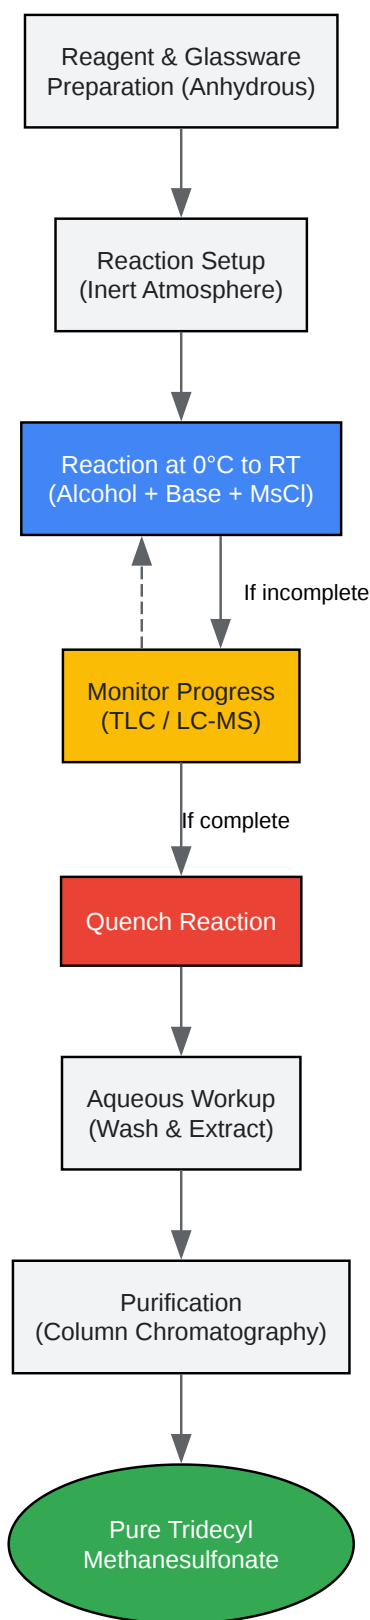 Reagent & Glassware
Preparation (Anhydrous)
Reaction Setup
(Inert Atmosphere)
Reaction at 0°C to RT
(Alcohol + Base + MsCl)
If incomplete
Monitor Progress
(TLC / LC-MS)
If complete
Quench Reaction
Aqueous Workup
(Wash & Extract)
Purification
(Column Chromatography)
Pure Tridecyl
Methanesulfonate